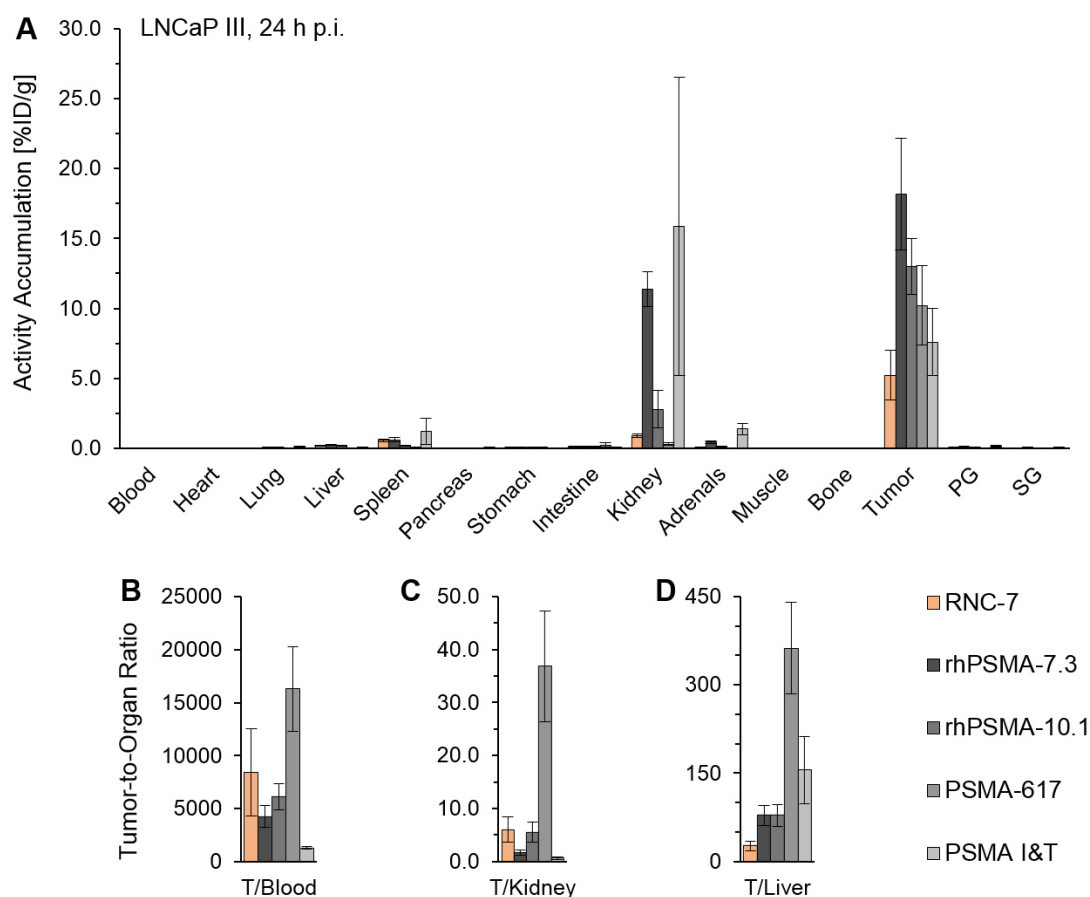 A
LNCaP III, 24 h p.i.
Activity Accumulation [%ID/g]
30.0
25.0
20.0
15.0
10.0
5.0
0.0
Blood
Heart
Lung
Liver
Spleen
Pancreas
Stomach
Intestine
Kidney
Adrenals
Muscle
Bone
Tumor
PG
SG
B
Tumor-to-Organ Ratio
25000
20000
15000
10000
5000
0
T/Blood
C
50.0
40.0
30.0
20.0
10.0
0.0
T/Kidney
D
450
300
150
0
T/Liver
RNC-7
rhPSMA-7.3
rhPSMA-10.1
PSMA-617
PSMA I&T